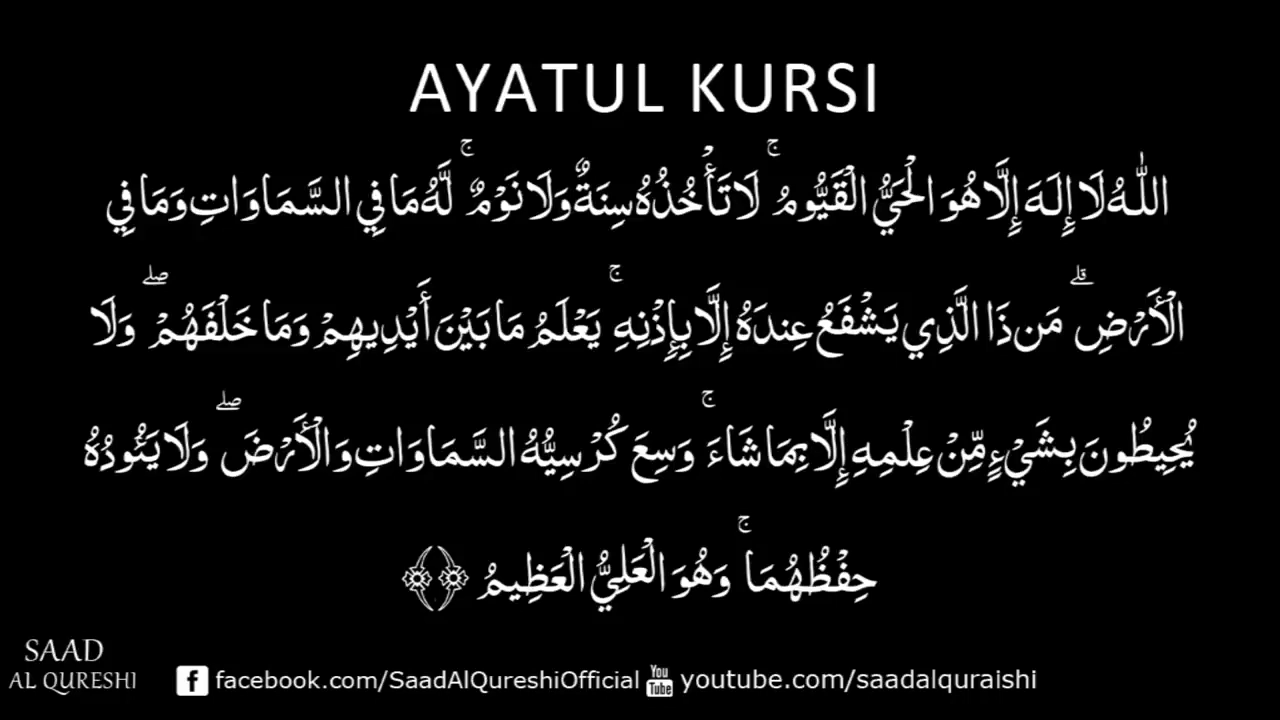 AYATUL KURSI
اللَّهُ لَا إِلَٰهَ إِلَّا هُوَ الْحَيُّ الْقَيُّومُ ۚ لَا تَأْخُذُهُ سِنَةٌ وَلَا نَوْمٌ ۚ لَّهُ مَا فِي السَّمَاوَاتِ وَمَا فِي
الْأَرْضِ ۗ مَن ذَا الَّذِي يَشْفَعُ عِندَهُ إِلَّا بِإِذْنِهِ ۚ يَعْلَمُ مَا بَيْنَ أَيْدِيهِمْ وَمَا خَلْفَهُمْ ۖ وَلَا
يُحِيطُونَ بِشَيْءٍ مِّنْ عِلْمِهِ إِلَّا بِمَا شَاءَ ۚ وَسِعَ كُرْسِيُّهُ السَّمَاوَاتِ وَالْأَرْضَ ۖ وَلَا يَئُودُهُ
حِفْظُهُمَا ۚ وَهُوَ الْعَلِيُّ الْعَظِيمُ ﴿﴾
SAAD
AL QURESHI
f facebook.com/SaadAlQureshiOfficial You Tube youtube.com/saadalquraishi